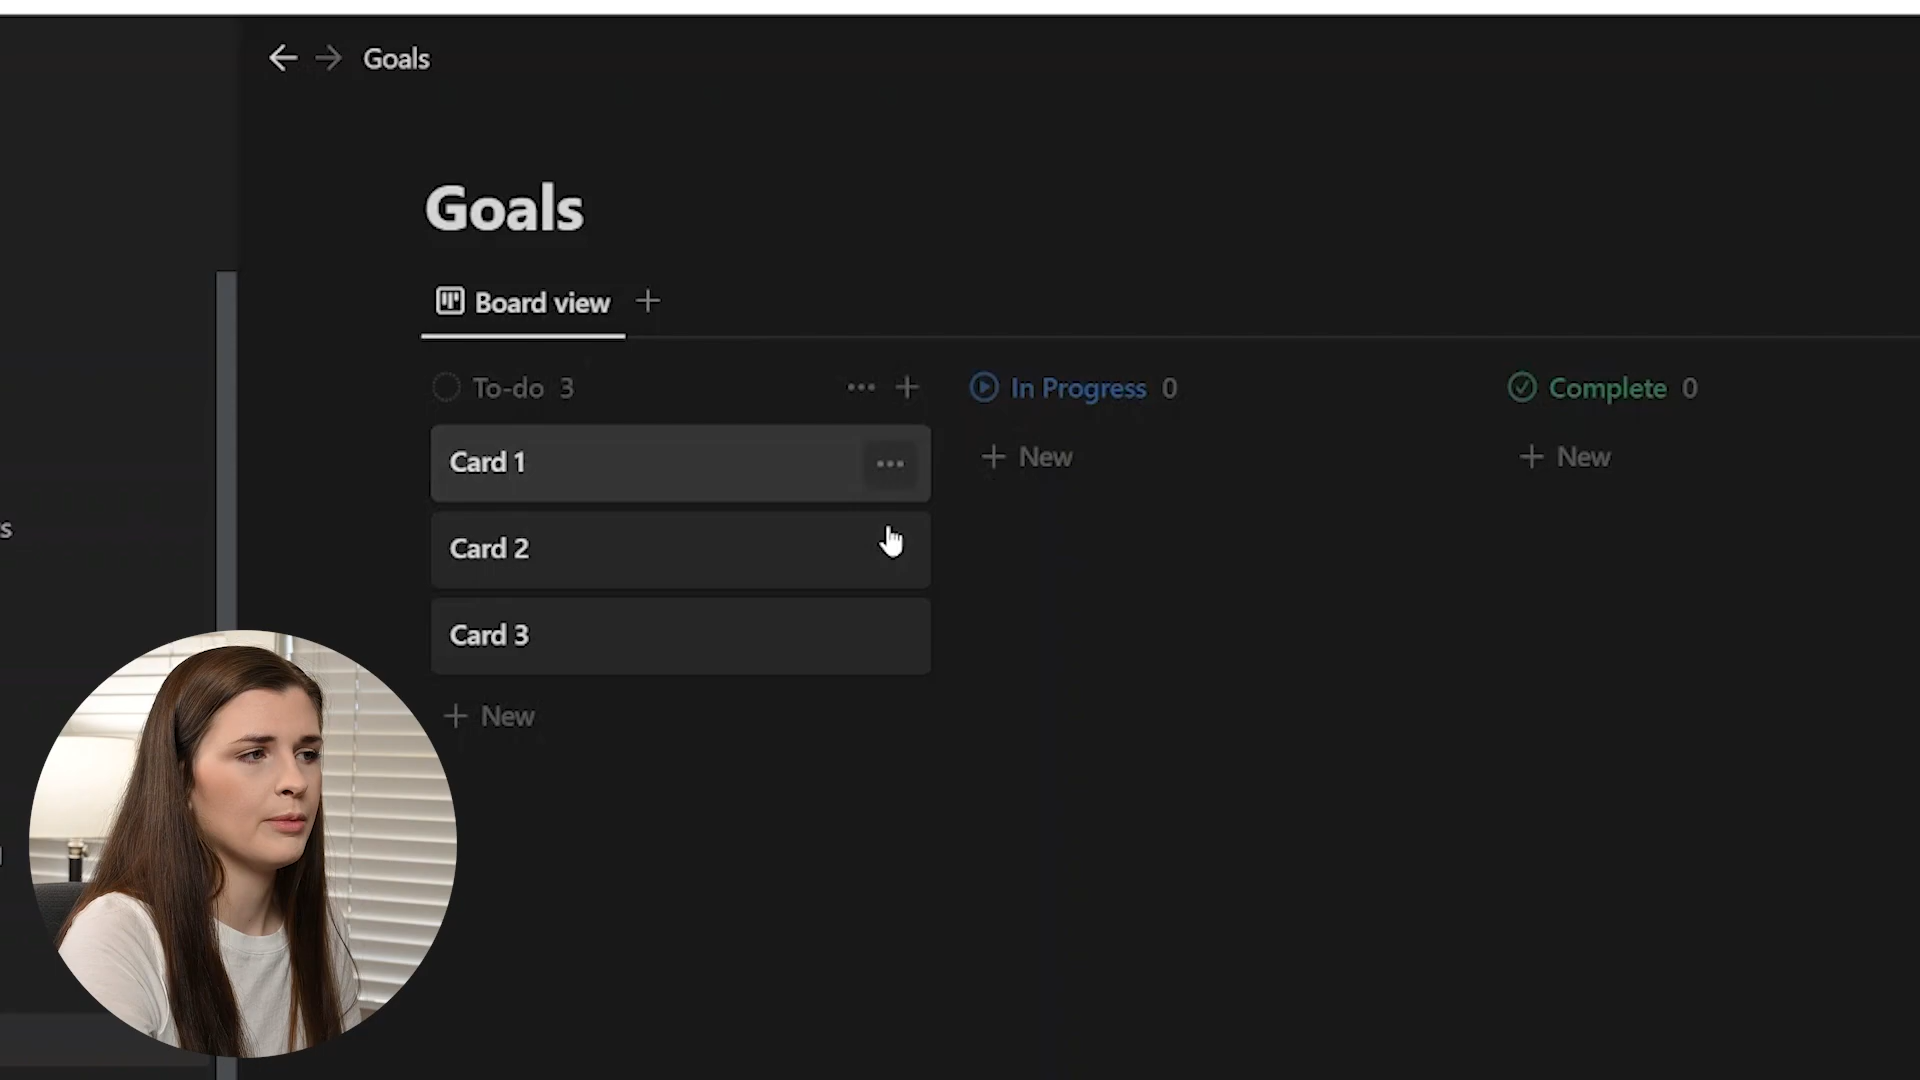 Goals
Goals
Board view
To-do 3
In Progress 0
Complete 0
Card 1
New
New
Card 2
s
Card 3
New